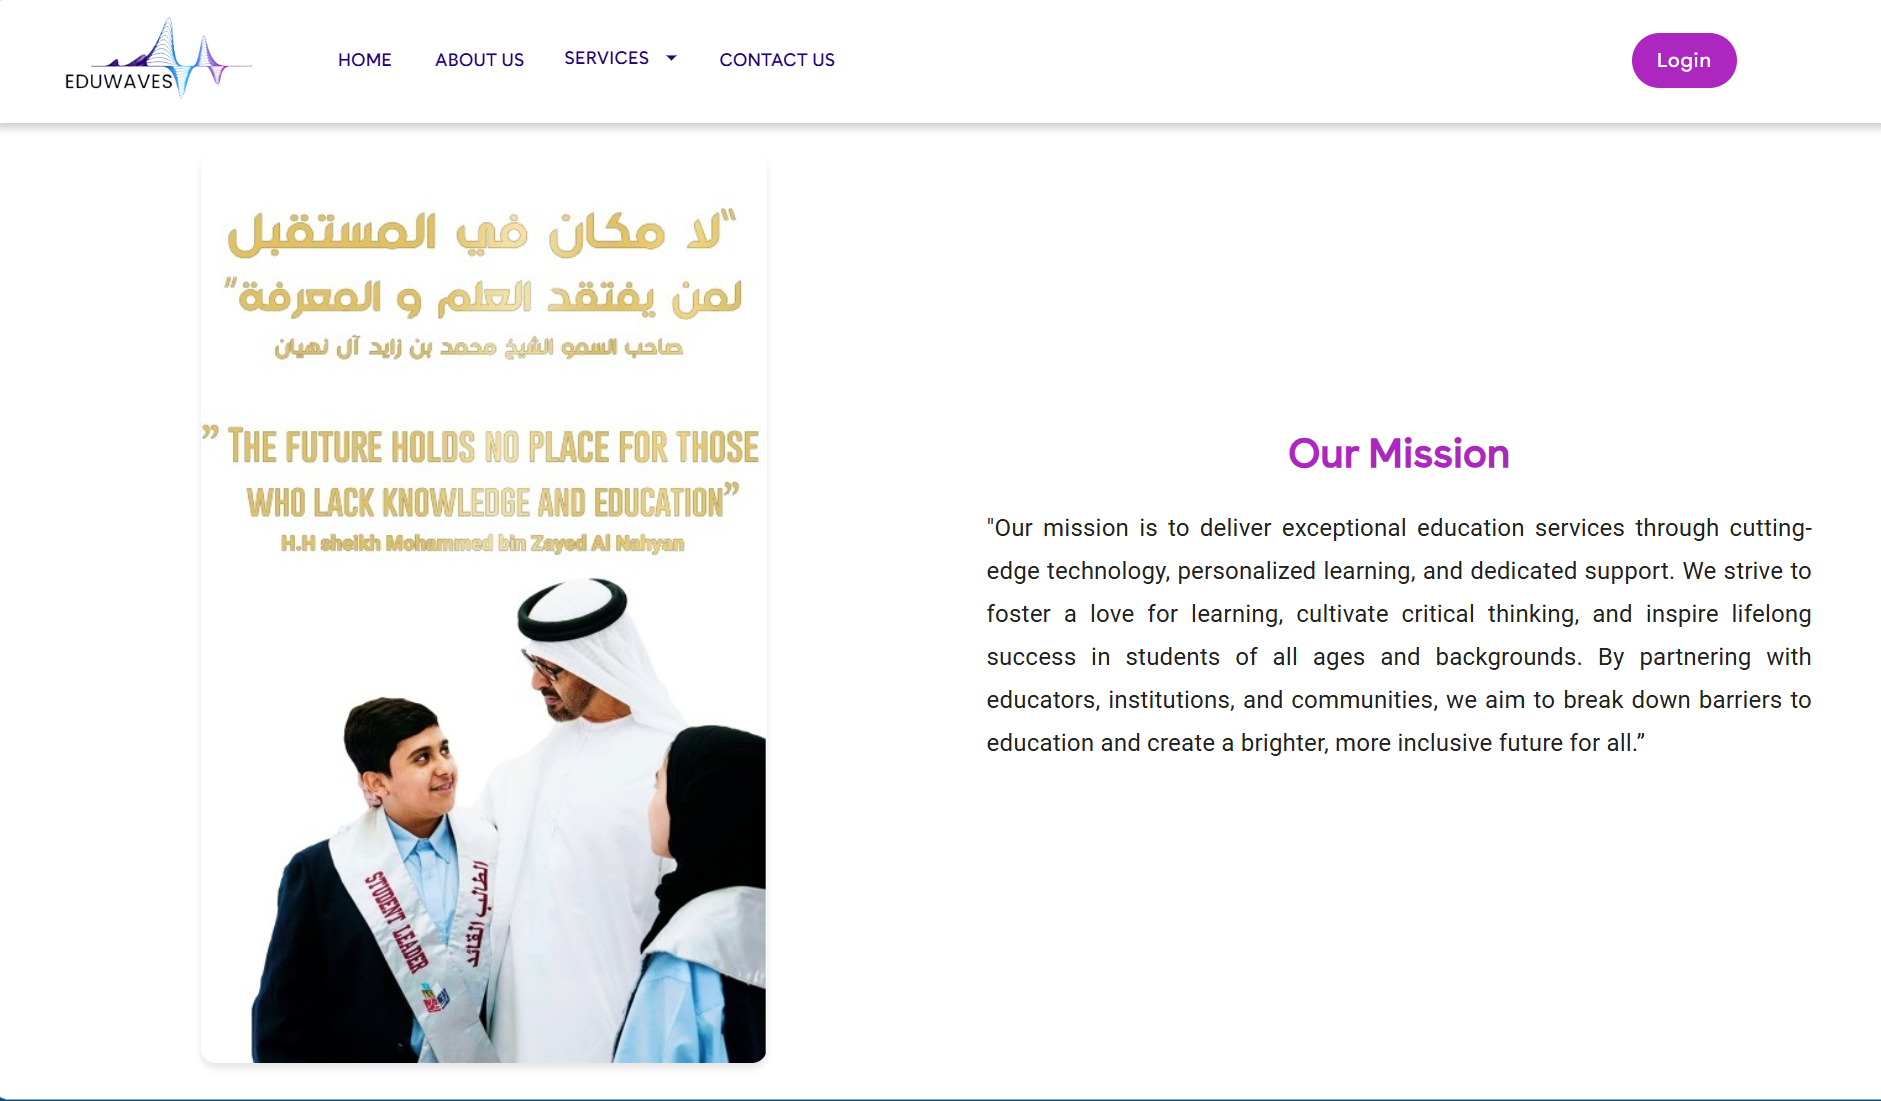 EDUWAVES
HOME
ABOUT US
SERVICES
CONTACT US
Login
"لا مكان في المستقبل
لمن يفتقد العلم و المعرفة"
صاحب السمو الشيخ محمد بن زايد آل نهيان
” THE FUTURE HOLDS NO PLACE FOR THOSE
WHO LACK KNOWLEDGE AND EDUCATION”
H.H sheikh Mohammed bin Zayed Al Nahyan
STUDENT LEADER
الطالب القائد
Our Mission
"Our mission is to deliver exceptional education services through cutting-
edge technology, personalized learning, and dedicated support. We strive to
foster a love for learning, cultivate critical thinking, and inspire lifelong
success in students of all ages and backgrounds. By partnering with
educators, institutions, and communities, we aim to break down barriers to
education and create a brighter, more inclusive future for all.”